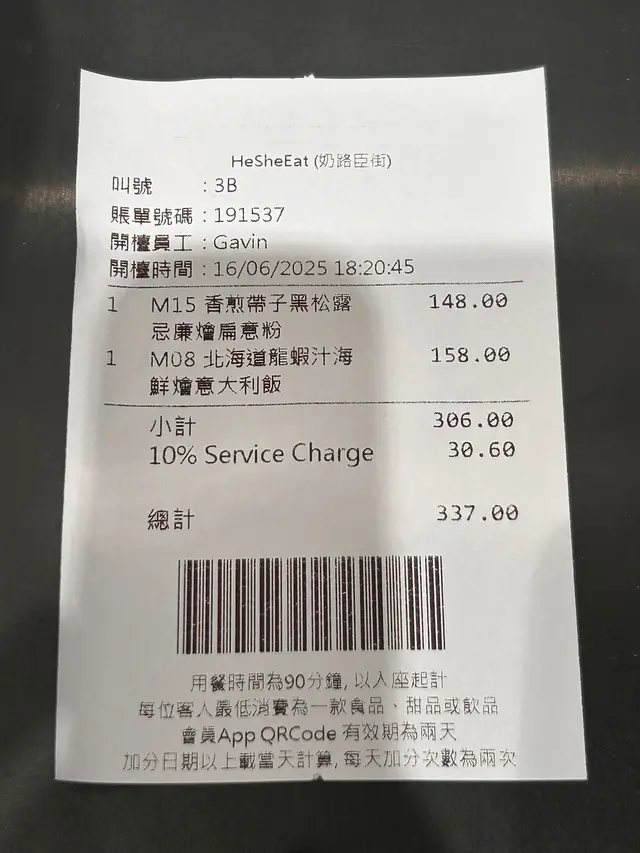 HeSheEat (奶路臣街)
叫號 : 3B
賬單號碼 : 191537
開檯員工 : Gavin
開檯時間 : 16/06/2025 18:20:45
1 M15 香煎帶子黑松露 148.00
忌廉燴扁意粉
1 M08 北海道龍蝦汁海 158.00
鮮燴意大利飯
小計 306.00
10% Service Charge 30.60
總計 337.00
用餐時間為90分鐘, 以入座起計
每位客人最低消費為一款食品、甜品或飲品
會員App QRCode 有效期為兩天
加分日期以上載當天計算, 每天加分次數為兩次